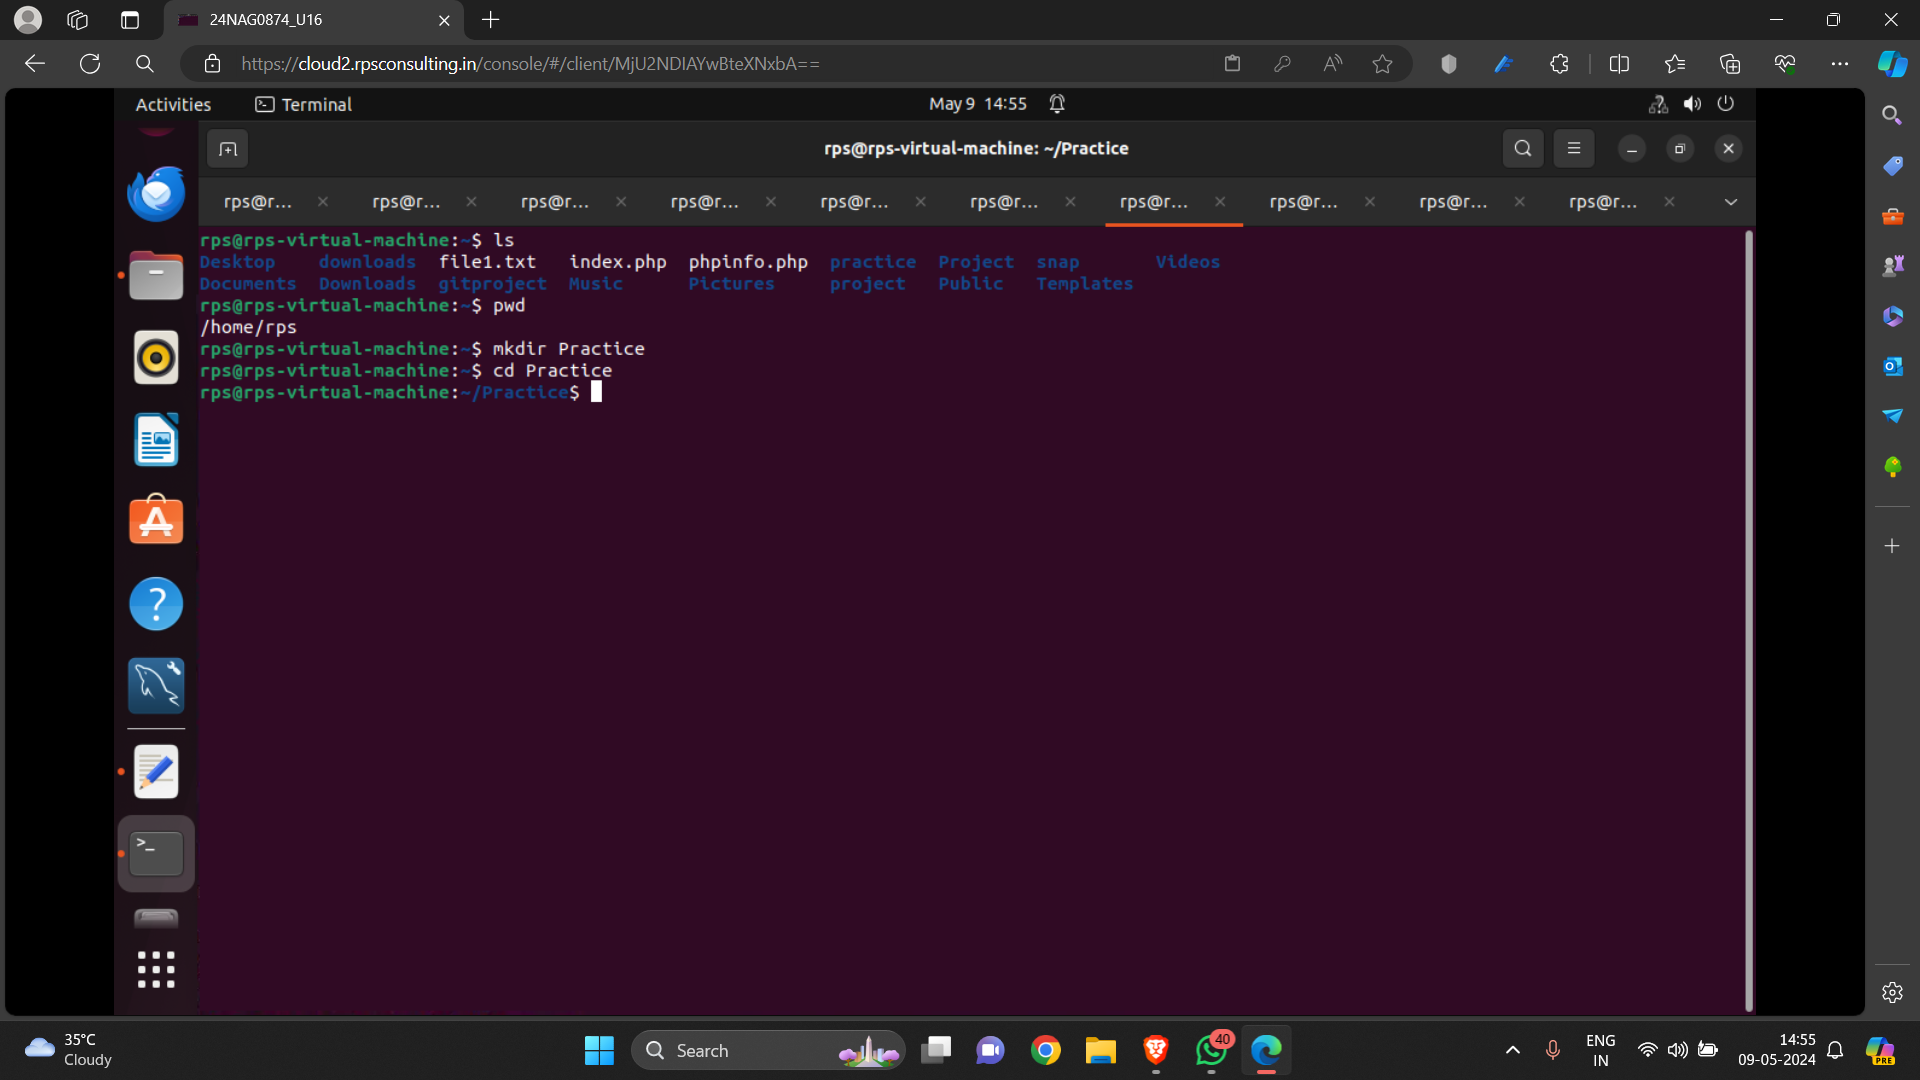 24NAG0874_U16
https://cloud2.rpsconsulting.in/console/#/client/MjU2NDIAYwBteXNxbA==
Activities Terminal May 9 14:55
rps@rps-virtual-machine: ~/Practice
rps@r... rps@r... rps@r... rps@r... rps@r... rps@r... rps@r... rps@r... rps@r... rps@r...
rps@rps-virtual-machine:~$ ls
Desktop downloads file1.txt index.php phpinfo.php practice Project snap Videos
Documents Downloads gitproject Music Pictures project Public Templates
rps@rps-virtual-machine:~$ pwd
/home/rps
rps@rps-virtual-machine:~$ mkdir Practice
rps@rps-virtual-machine:~$ cd Practice
rps@rps-virtual-machine:~/Practice$
35°C
Cloudy
Search
40
ENG
IN
14:55
09-05-2024
PRE